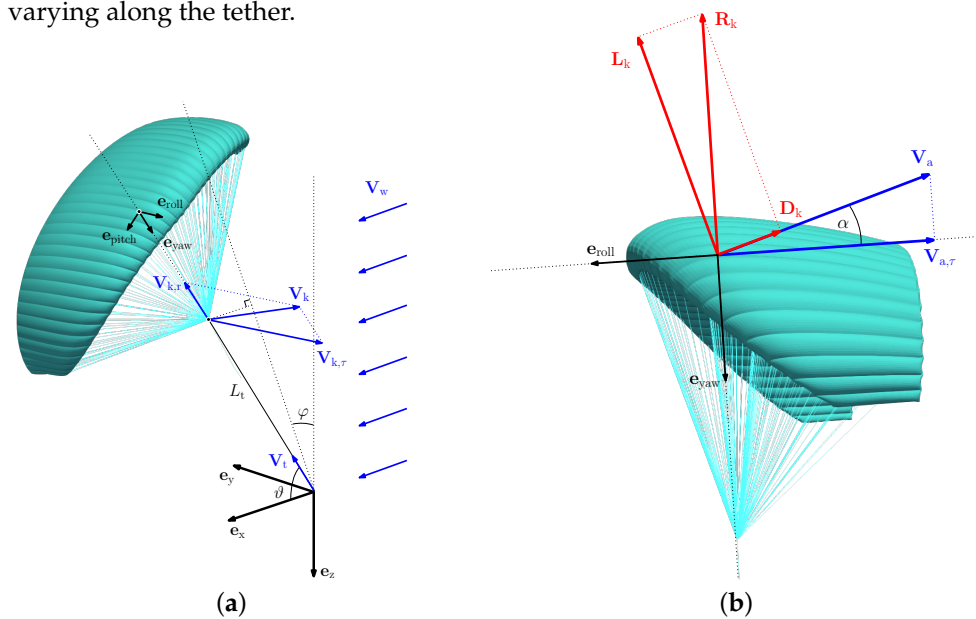 varying along the tether.
R_k
L_k
V_a
D_k
α
V_a,τ
e_roll
e_yaw
V_w
e_roll
e_pitch
e_yaw
V_k,r
V_k
V_k,τ
L_t
φ
V_t
e_y
ϑ
e_x
e_z
(a)
(b)